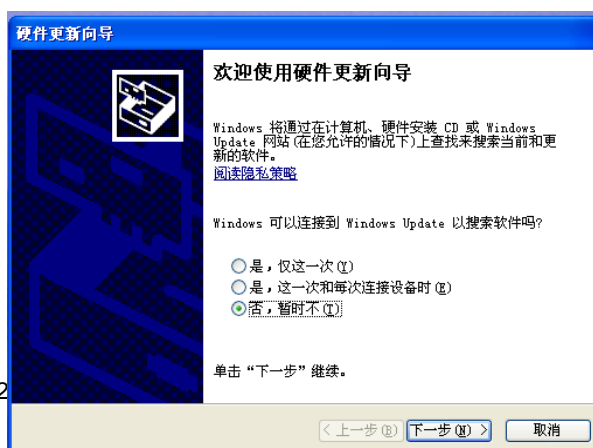 硬件更新向导
欢迎使用硬件更新向导
Windows 将通过在计算机、硬件安装 CD 或 Windows
Update 网站(在您允许的情况下)上查找来搜索当前和更
新的软件。
阅读隐私策略
Windows 可以连接到 Windows Update 以搜索软件吗?
是，仅这一次(Y)
是，这一次和每次连接设备时(E)
否，暂时不(T)
单击“下一步”继续。
2
< 上一步(B) 下一步(N) > 取消